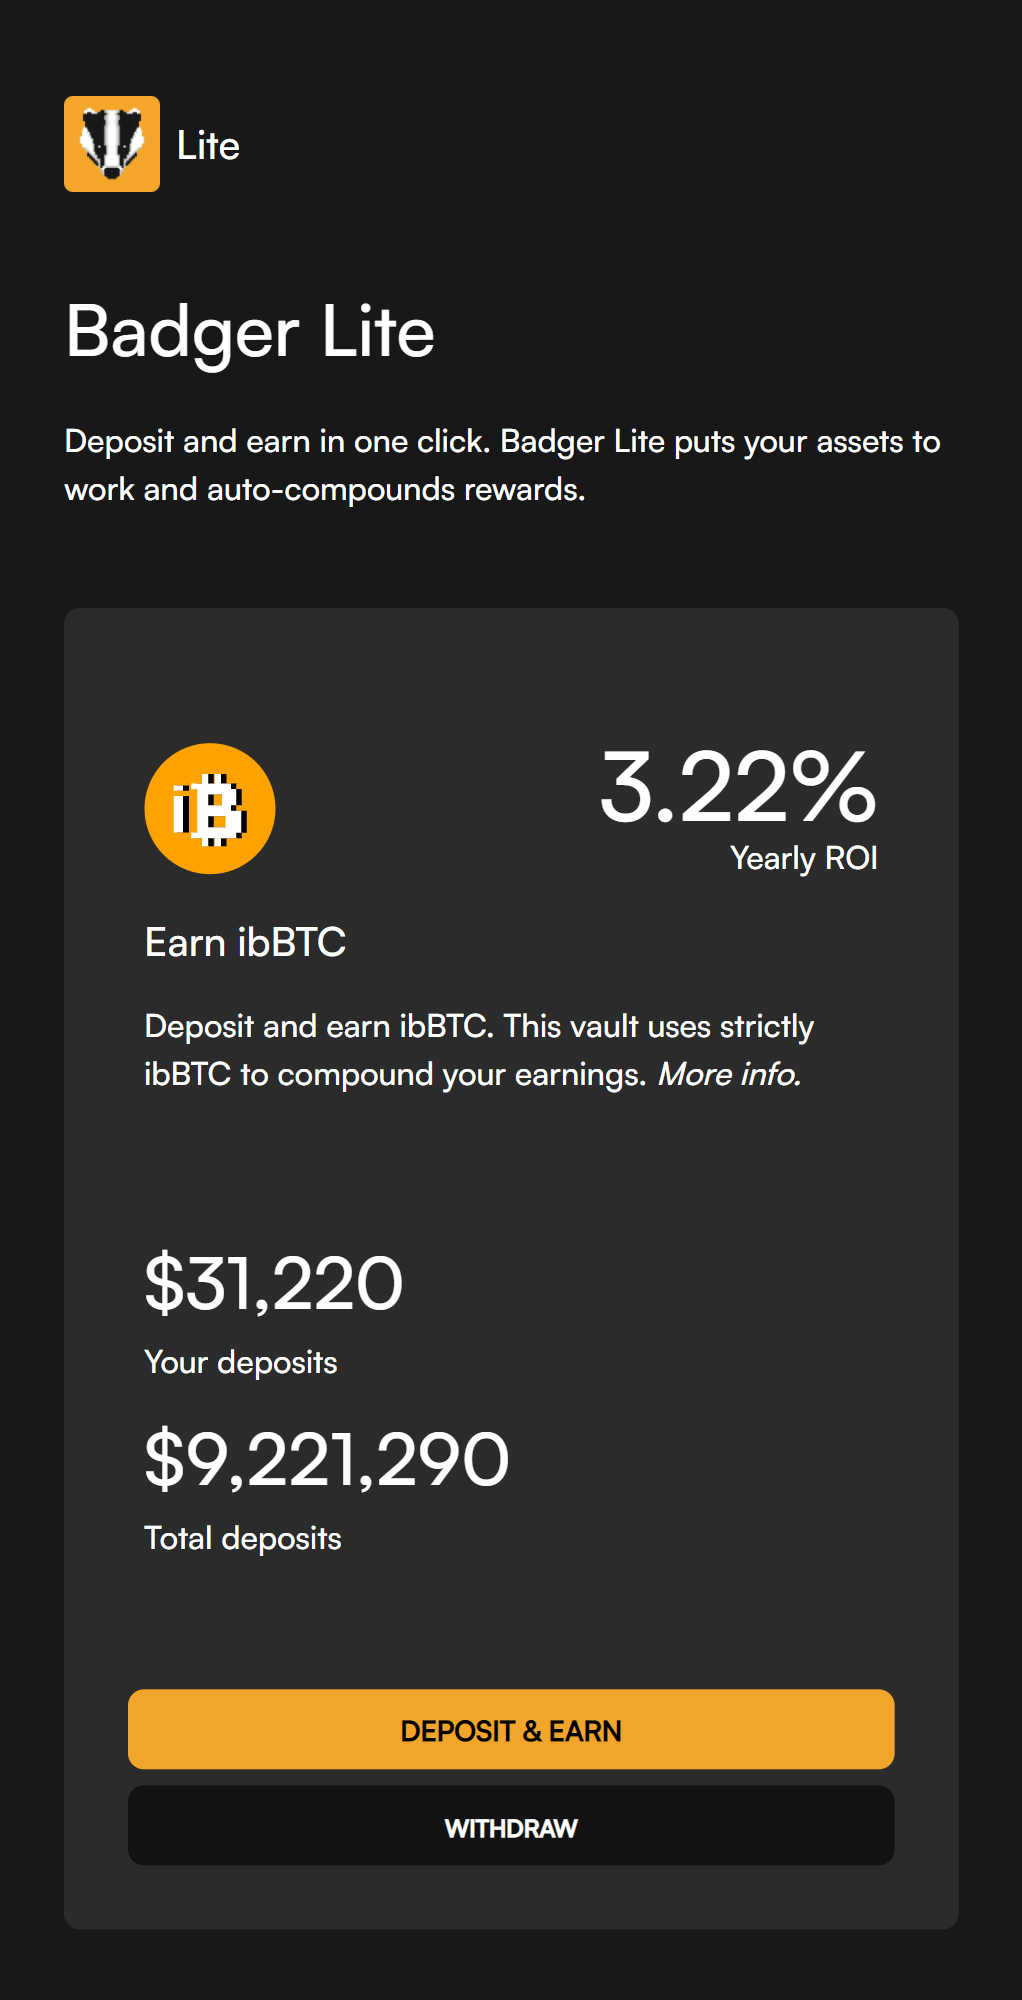 Lite
Badger Lite
Deposit and earn in one click. Badger Lite puts your assets to
work and auto-compounds rewards.
iB
3.22%
Yearly ROI
Earn ibBTC
Deposit and earn ibBTC. This vault uses strictly
ibBTC to compound your earnings. More info.
$31,220
Your deposits
$9,221,290
Total deposits
DEPOSIT & EARN
WITHDRAW